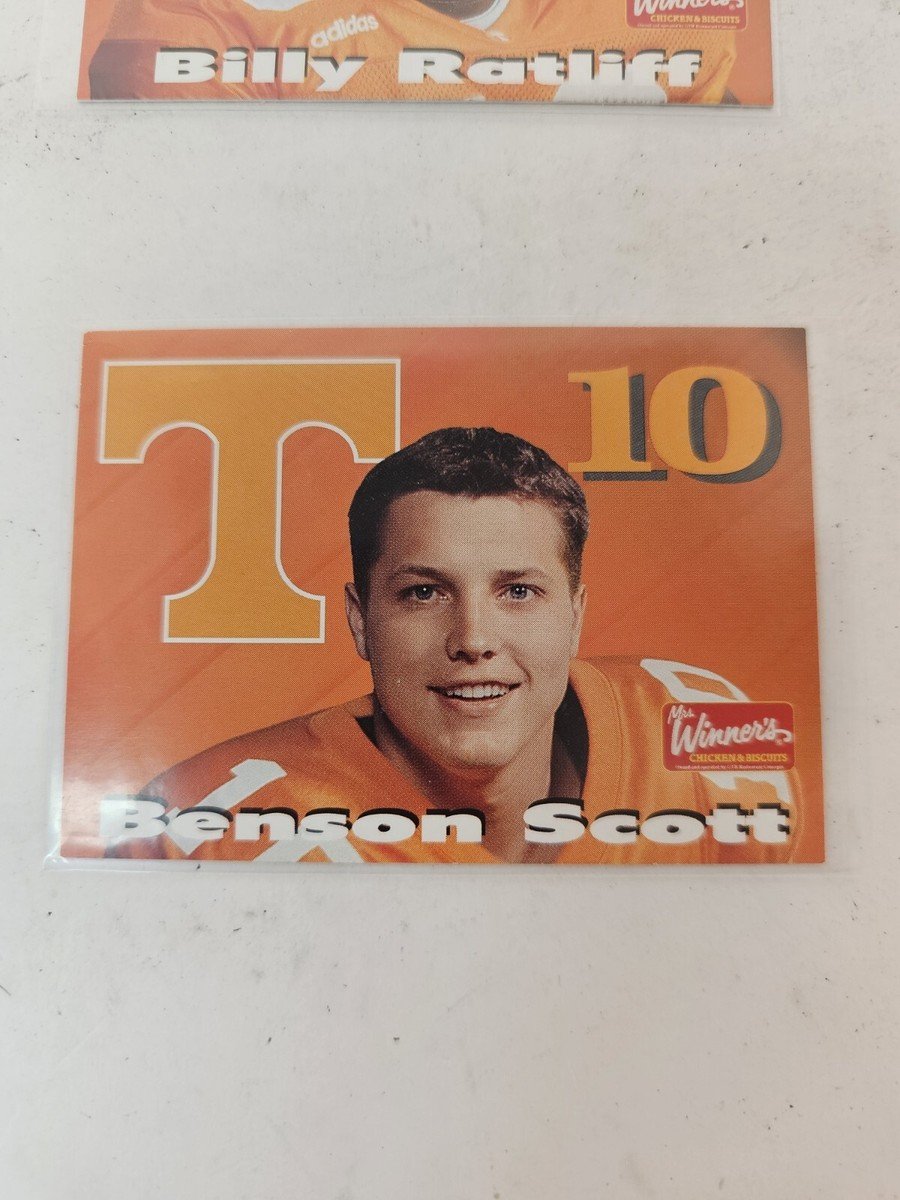 Winner's
CHICKEN & BISCUITS
adidas
Billy Ratliff
T
10
Mrs.
Winner's
CHICKEN & BISCUITS
Benson Scott